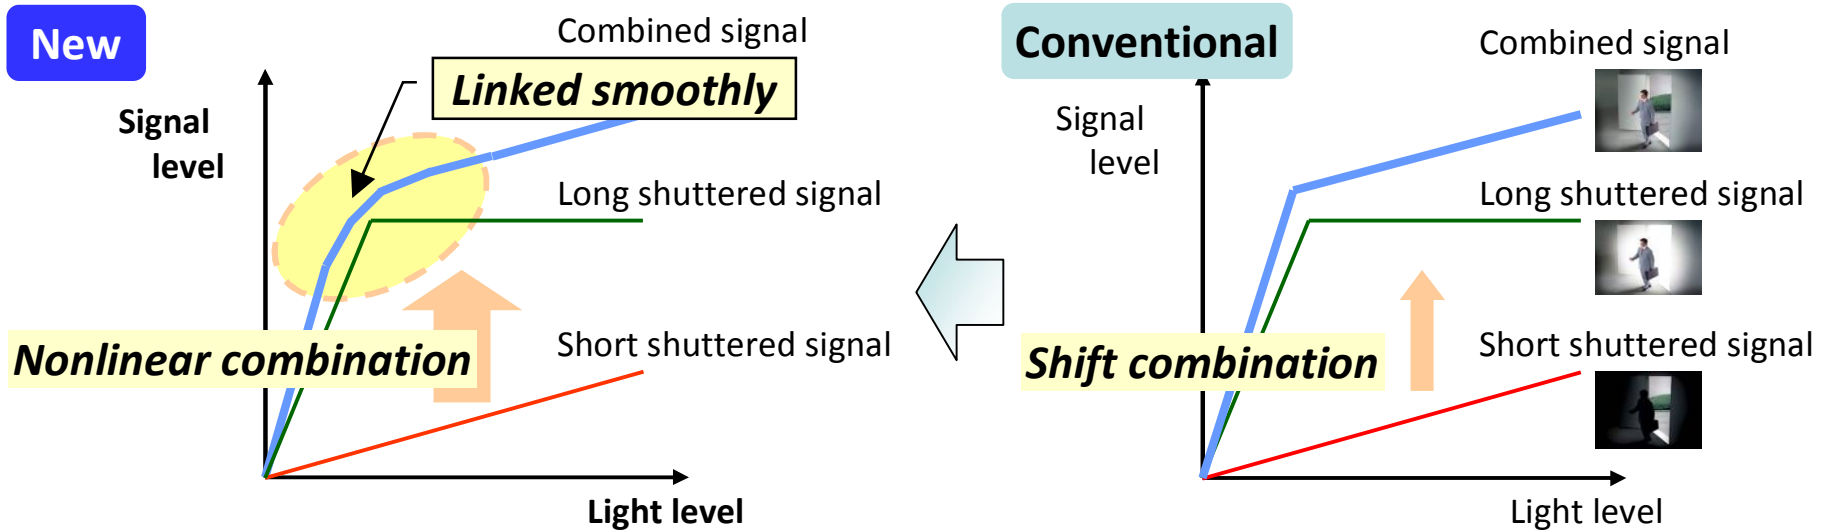 New
Combined signal
Linked smoothly
Signal
level
Long shuttered signal
Nonlinear combination
Short shuttered signal
Light level
Conventional
Combined signal
Signal
level
Long shuttered signal
Shift combination
Short shuttered signal
Light level